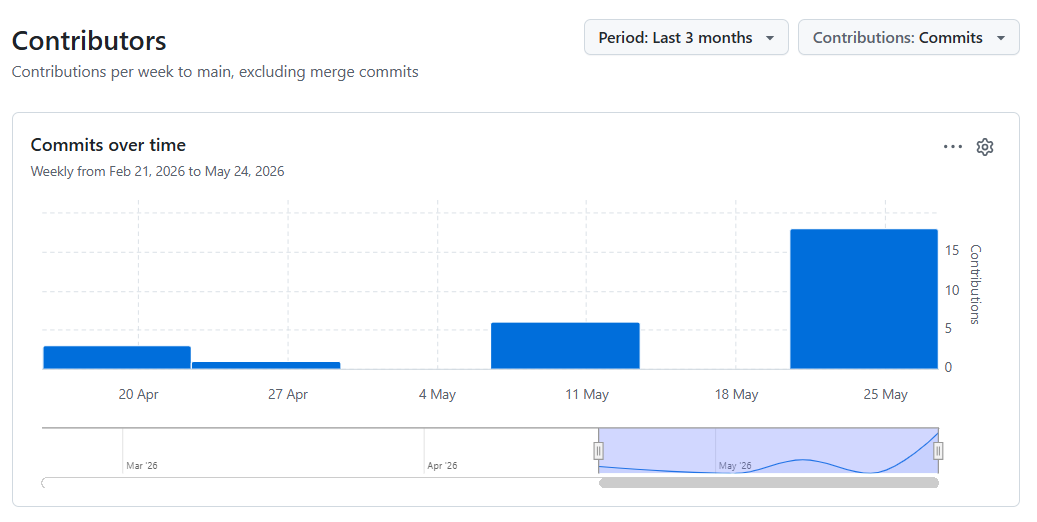 Contributors
Period: Last 3 months
Contributions: Commits
Contributions per week to main, excluding merge commits
Commits over time
Weekly from Feb 21, 2026 to May 24, 2026
15
10
5
0
Contributions
20 Apr
27 Apr
4 May
11 May
18 May
25 May
Mar '26
Apr '26
May '26